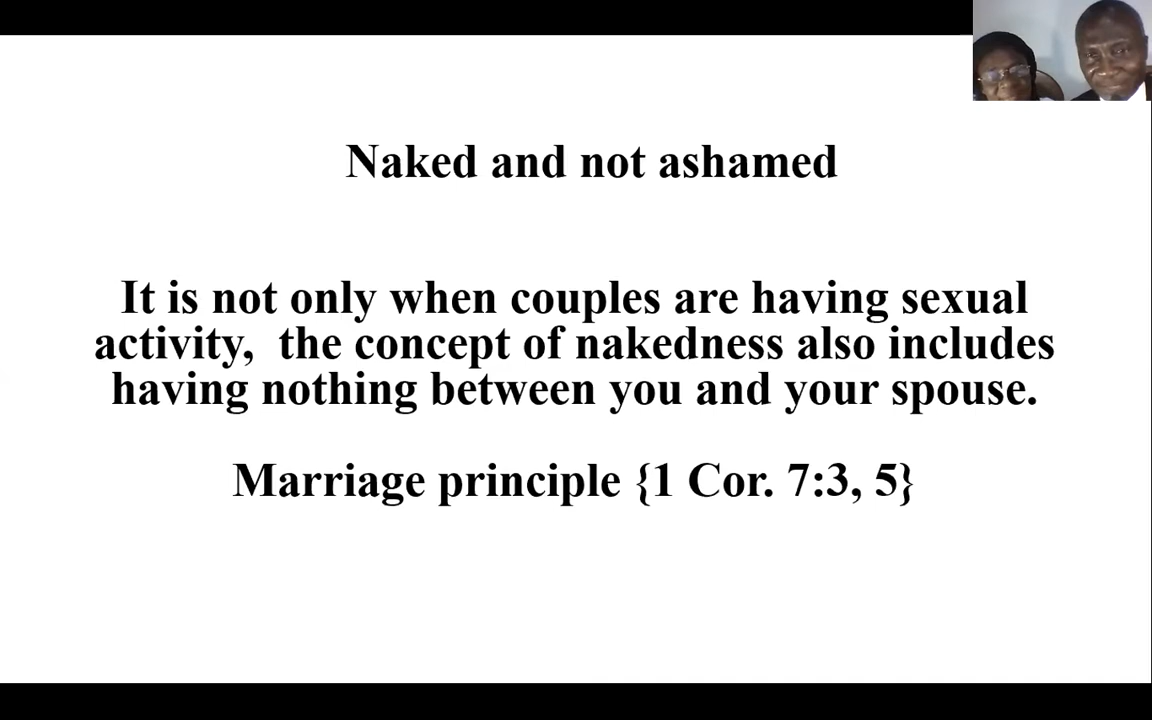 Naked and not ashamed
It is not only when couples are having sexual
activity,  the concept of nakedness also includes
having nothing between you and your spouse.
Marriage principle {1 Cor. 7:3, 5}